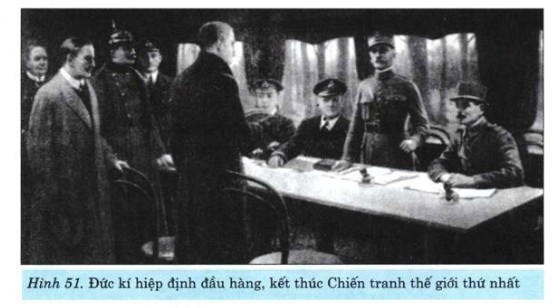 Hình 51. Đức kí hiệp định đầu hàng, kết thúc Chiến tranh thế giới thứ nhất